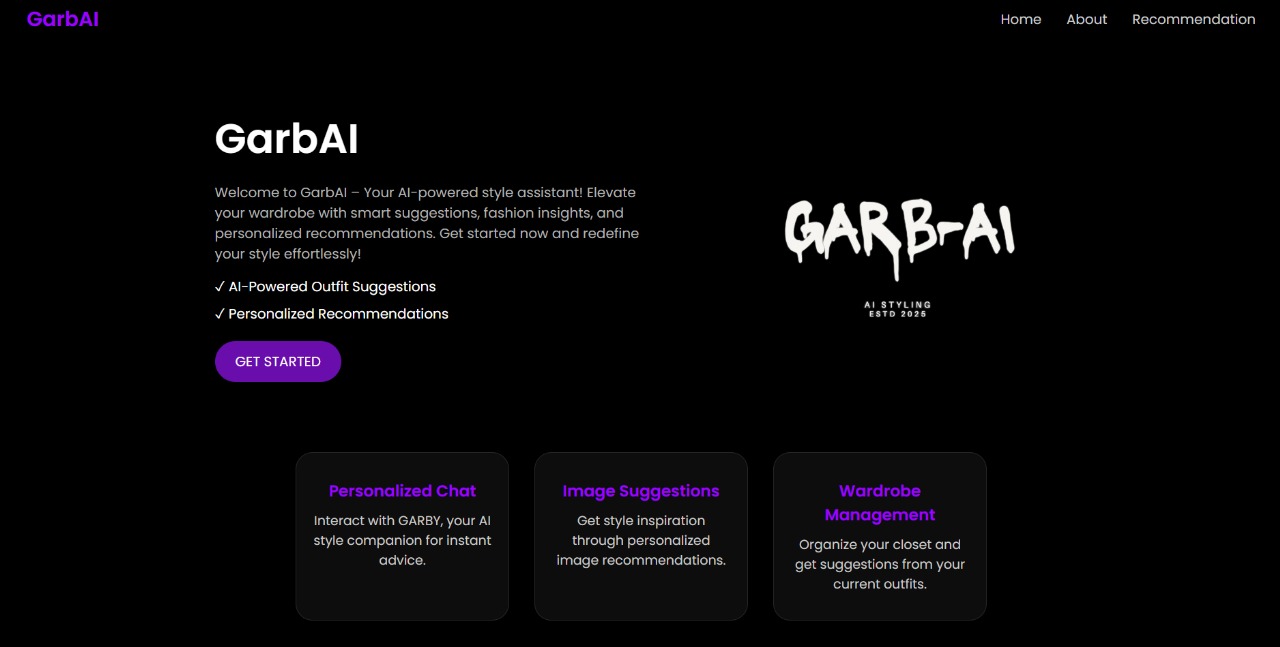 GarbAI
Home
About
Recommendation
GarbAI
Welcome to GarbAI – Your AI-powered style assistant! Elevate
your wardrobe with smart suggestions, fashion insights, and
personalized recommendations. Get started now and redefine
your style effortlessly!
✓ AI-Powered Outfit Suggestions
✓ Personalized Recommendations
GET STARTED
GARB-AI
AI STYLING
ESTD 2025
Personalized Chat
Interact with GARBY, your AI
style companion for instant
advice.
Image Suggestions
Get style inspiration
through personalized
image recommendations.
Wardrobe
Management
Organize your closet and
get suggestions from your
current outfits.